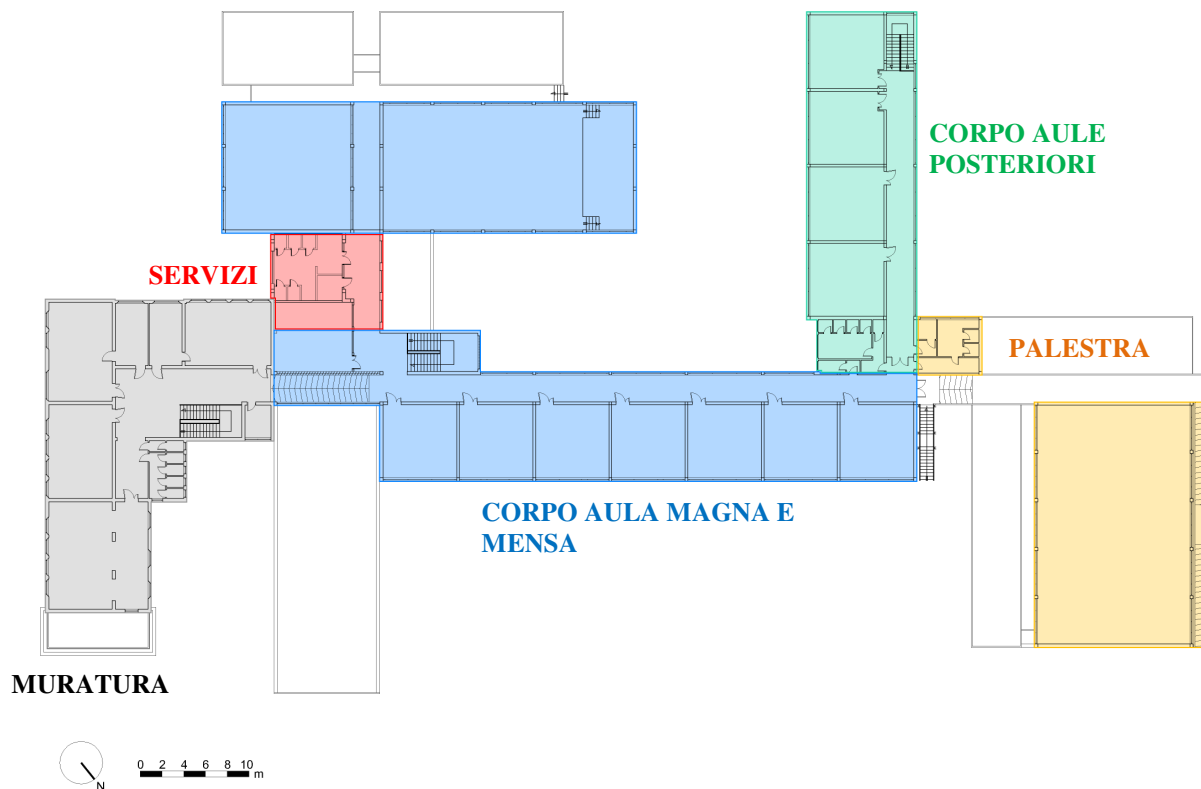 CORPO AULE
POSTERIORI
SERVIZI
PALESTRA
CORPO AULA MAGNA E
MENSA
MURATURA
0 2 4 6 8 10
m
N